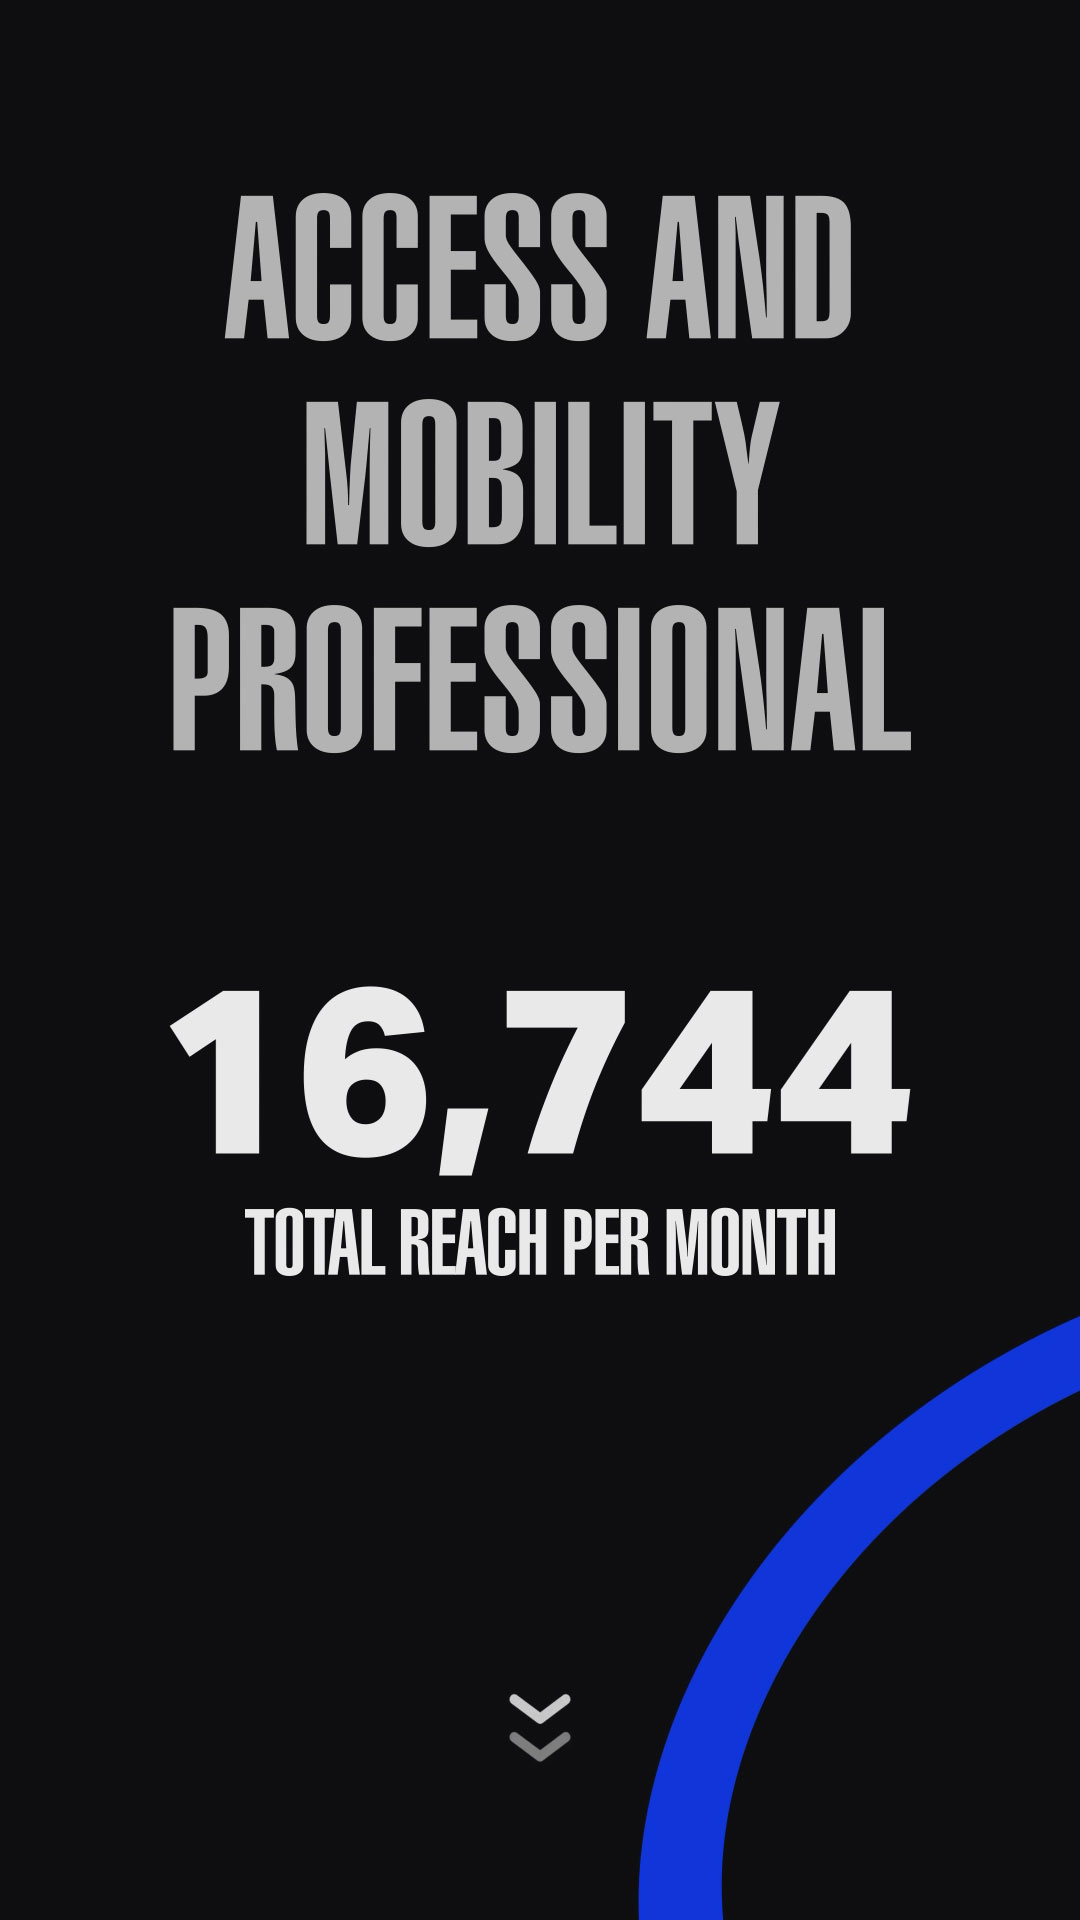 ACCESS AND
MOBILITY
PROFESSIONAL
16,744
TOTAL REACH PER MONTH